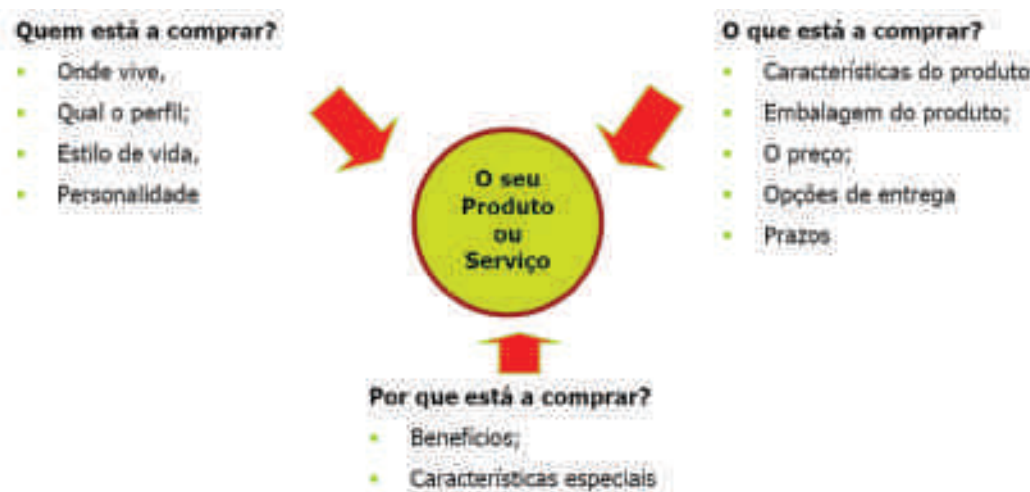 Quem está a comprar?
• Onde vive,
• Qual o perfil;
• Estilo de vida,
• Personalidade
O que está a comprar?
• Características do produto
• Embalagem do produto;
• O preço;
• Opções de entrega
• Prazos
O seu
Produto
ou
Serviço
Por que está a comprar?
• Benefícios;
• Características especiais